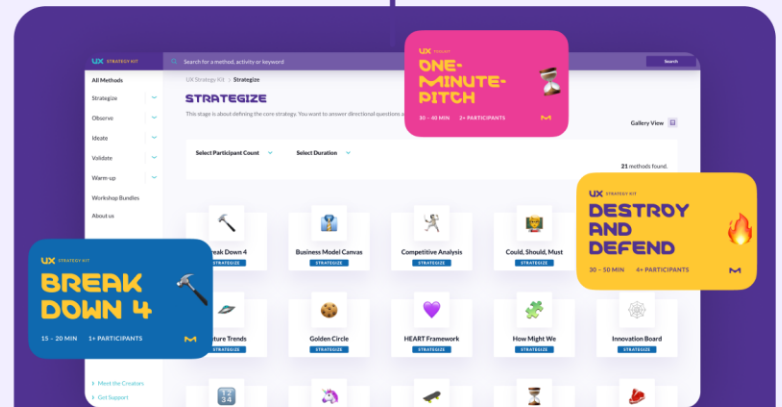 UX STRATEGY KIT
Search for a method, activity or keyword
Search
All Methods
Strategize
Observe
Ideate
Validate
Warm-up
Workshop Bundles
About us
Meet the Creators
Get Support
UX Strategy Kit
Strategize
STRATEGIZE
This stage is about defining the core strategy. You want to answer directional questions
Gallery View
Select Participant Count
Select Duration
21 methods found.
Break Down 4
STRATEGIZE
Business Model Canvas
STRATEGIZE
Competitive Analysis
STRATEGIZE
Could, Should, Must
STRATEGIZE
Future Trends
STRATEGIZE
Golden Circle
STRATEGIZE
HEART Framework
STRATEGIZE
How Might We
STRATEGIZE
Innovation Board
STRATEGIZE
UX
ONE-
MINUTE-
PITCH
30 – 40 MIN 2+ PARTICIPANTS
UX STRATEGY KIT
DESTROY
AND
DEFEND
30 – 50 MIN 4+ PARTICIPANTS
UX STRATEGY KIT
BREAK
DOWN 4
15 – 20 MIN 1+ PARTICIPANTS